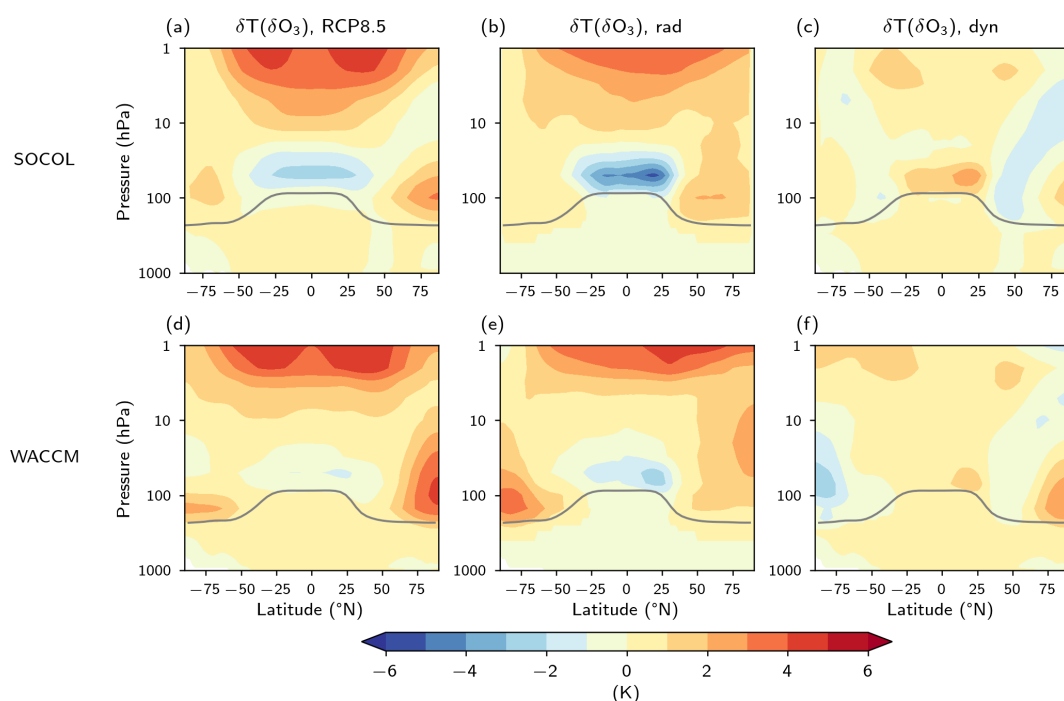 (a) δT(δO₃), RCP8.5
(b) δT(δO₃), rad
(c) δT(δO₃), dyn
SOCOL
Pressure (hPa)
1
10
100
1000
−75 −50 −25 0 25 50 75
1
10
100
1000
−75 −50 −25 0 25 50 75
1
10
100
1000
−75 −50 −25 0 25 50 75
(d)
(e)
(f)
WACCM
Pressure (hPa)
1
10
100
1000
−75 −50 −25 0 25 50 75
Latitude (°N)
1
10
100
1000
−75 −50 −25 0 25 50 75
Latitude (°N)
1
10
100
1000
−75 −50 −25 0 25 50 75
Latitude (°N)
−6 −4 −2 0 2 4 6
(K)